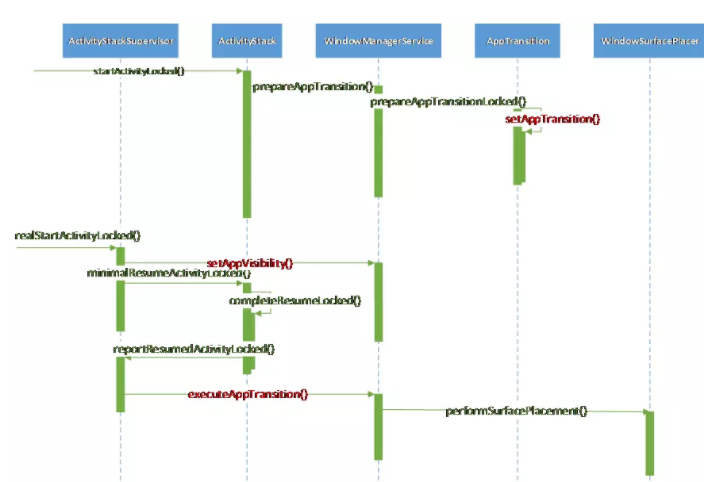 ActivityStackSupervisor
ActivityStack
WindowManagerService
AppTransition
WindowSurfacePlacer
startActivityLocked()
prepareAppTransition()
prepareAppTransitionLocked()
setAppTransition()
realStartActivityLocked()
setAppVisibility()
minimalResumeActivityLocked()
completeResumeLocked()
reportResumedActivityLocked()
executeAppTransition()
performSurfacePlacement()